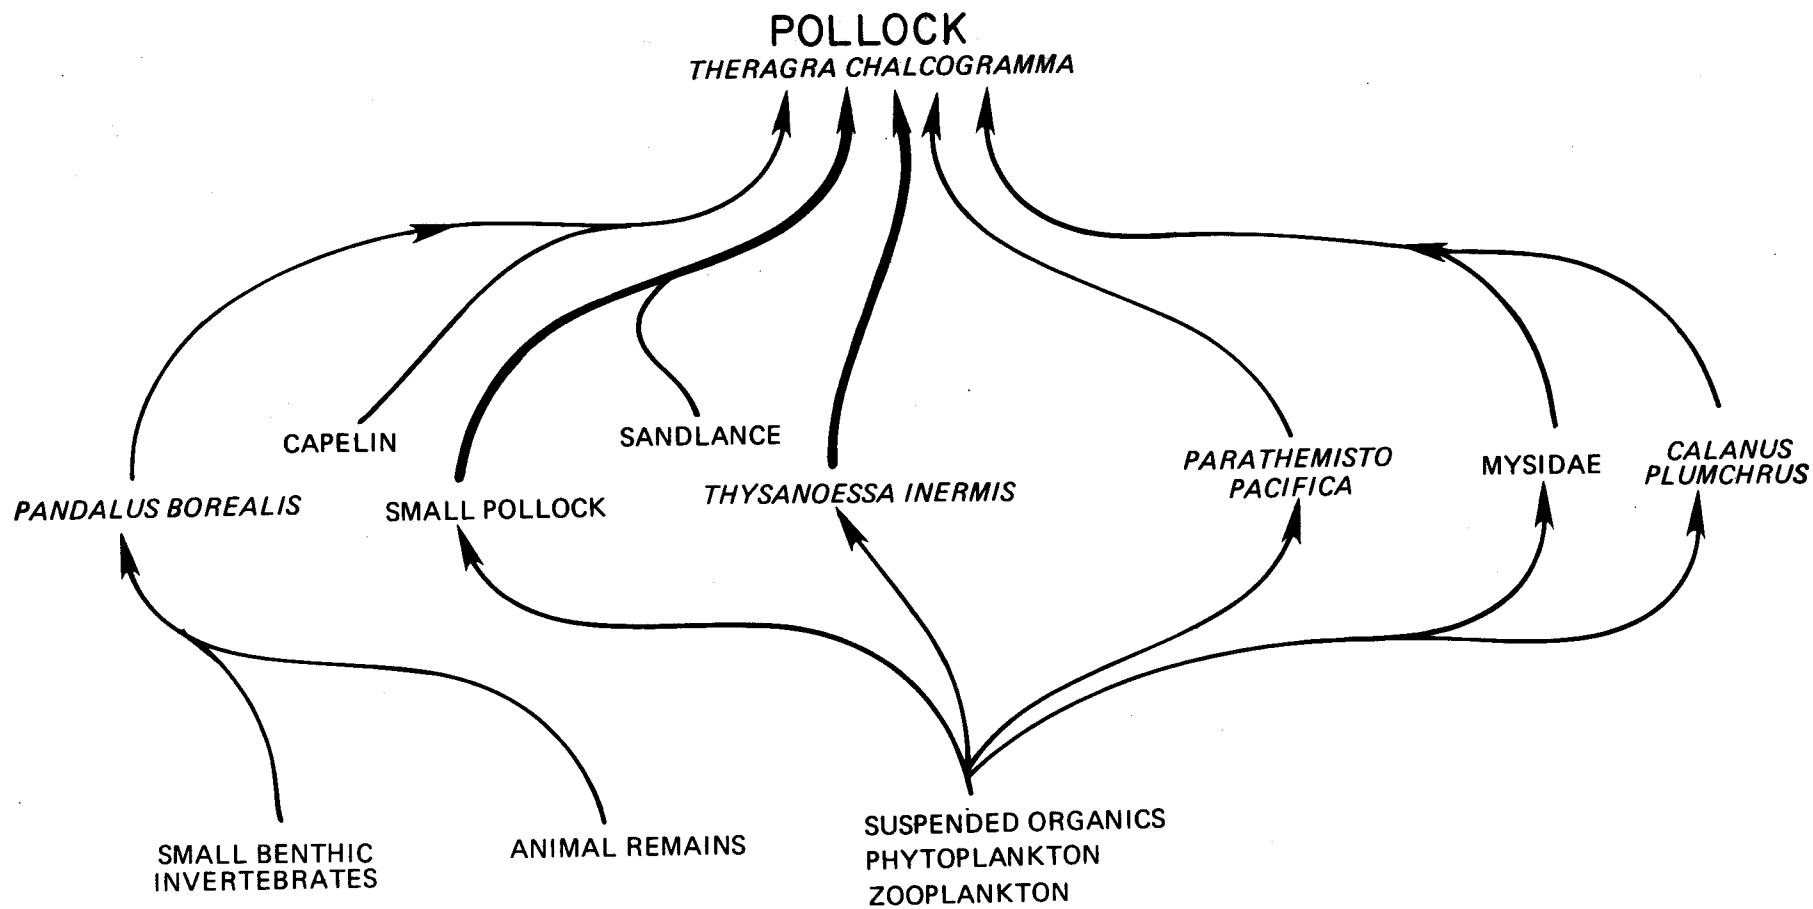 POLLOCK
THERAGRA CHALCOGRAMMA
CAPELIN
SANDLANCE
PANDALUS BOREALIS
SMALL POLLOCK
THYSANOESSA INERMIS
PARATHEMISTO
PACIFICA
MYSIDAE
CALANUS
PLUMCHRUS
SMALL BENTHIC
INVERTEBRATES
ANIMAL REMAINS
SUSPENDED ORGANICS
PHYTOPLANKTON
ZOOPLANKTON